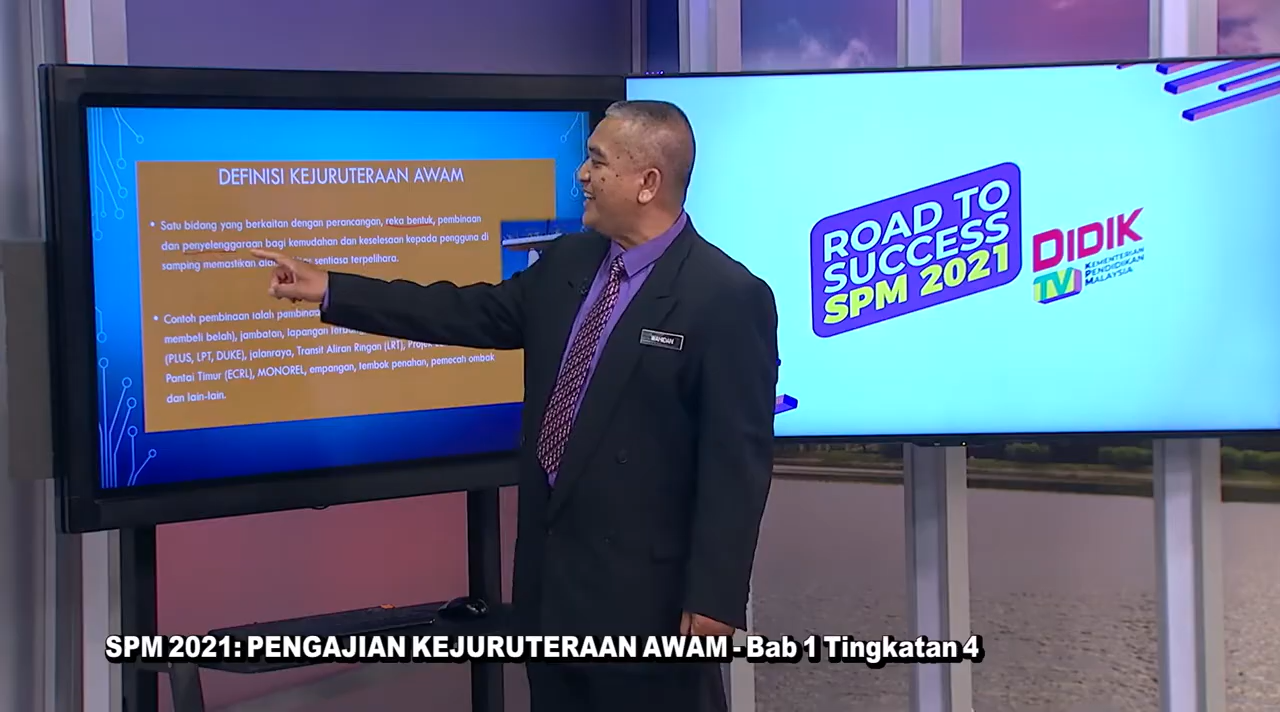 DEFINISI KEJURUTERAAN AWAM
• Satu bidang yang berkaitan dengan perancangan, reka bentuk, pembinaan
dan penyelenggaraan bagi kemudahan dan keselesaan kepada pengguna di
samping memastikan sentiasa terpelihara.
• Contoh pembinaan ialah pembinaan
membeli belah), jambatan, lapangan
(PLUS, LPT, DUKE), jalanraya, Transit Aliran Ringan (LRT),
Pantai Timur (ECRL), MONOREL, empangan, tembok penahan, pemecah ombak
dan lain-lain.
WAHIDAN
ROAD TO
SUCCESS
SPM 2021
DIDIK
TV
KEMENTERIAN
PENDIDIKAN
MALAYSIA
SPM 2021: PENGAJIAN KEJURUTERAAN AWAM - Bab 1 Tingkatan 4